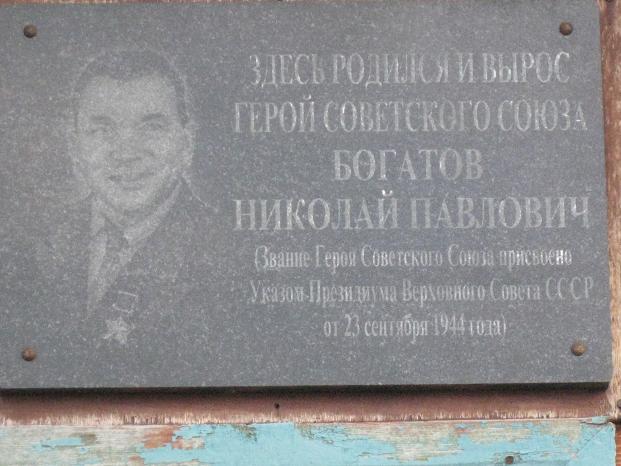 ЗДЕСЬ РОДИЛСЯ И ВЫРОС
ГЕРОЙ СОВЕТСКОГО СОЮЗА
БОГАТОВ
НИКОЛАЙ ПАВЛОВИЧ
(Звание Героя Советского Союза присвоено
Указом Президиума Верховного Совета СССР
от 23 сентября 1944 года)